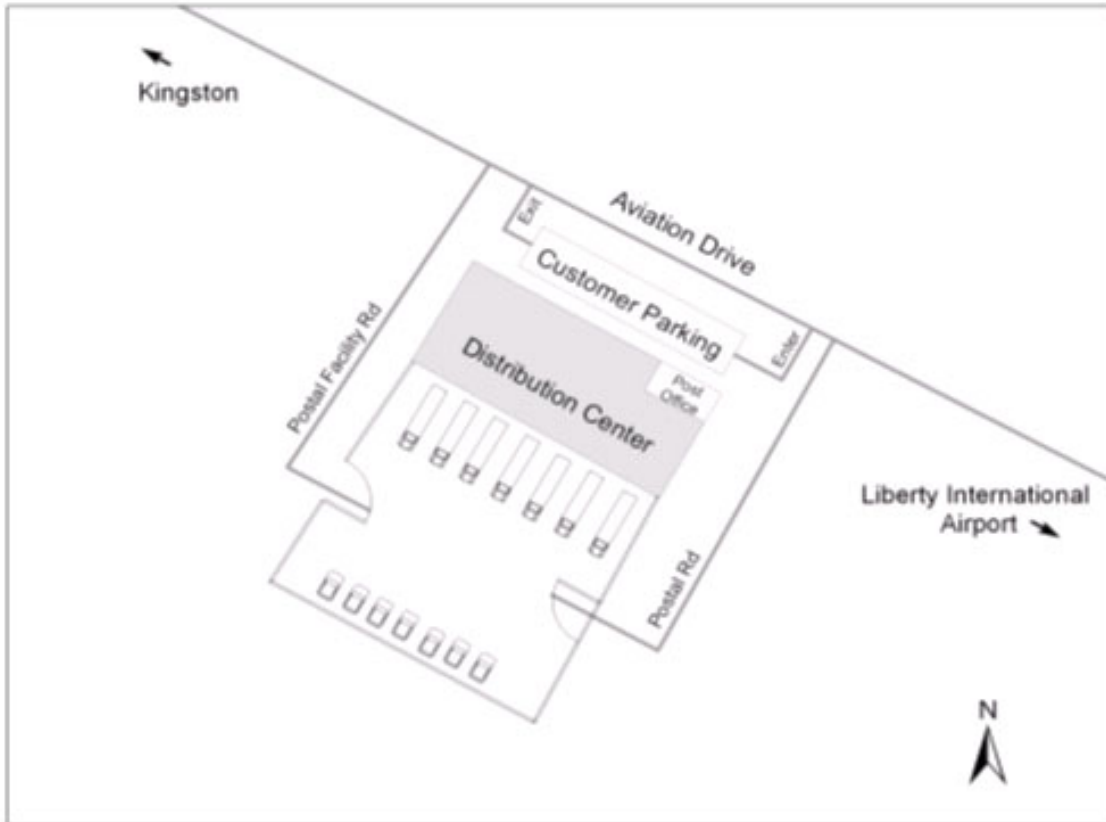 Kingston
Aviation Drive
Exit
Customer Parking
Enter
Postal Facility Rd
Distribution Center
Post
Office
Liberty International
Airport
Postal Rd
N